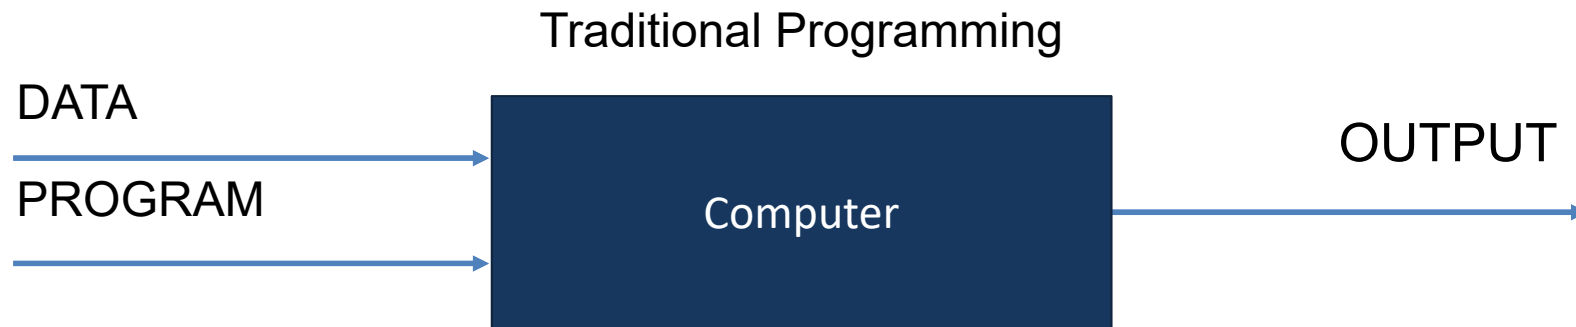 Traditional Programming
DATA
PROGRAM
Computer
OUTPUT